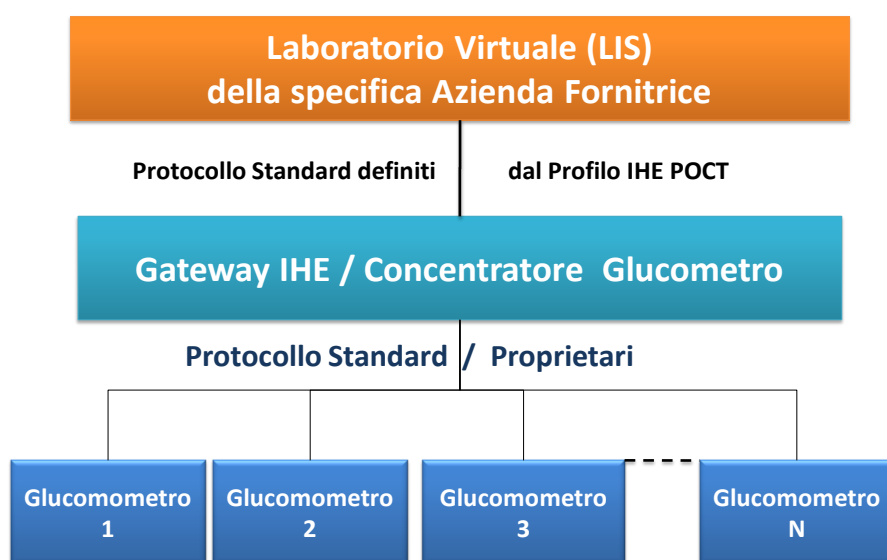 Laboratorio Virtuale (LIS)
della specifica Azienda Fornitrice
Protocollo Standard definiti dal Profilo IHE POCT
Gateway IHE / Concentratore Glucometro
Protocollo Standard / Proprietari
Glucomometro
1
Glucomometro
2
Glucomometro
3
Glucomometro
N